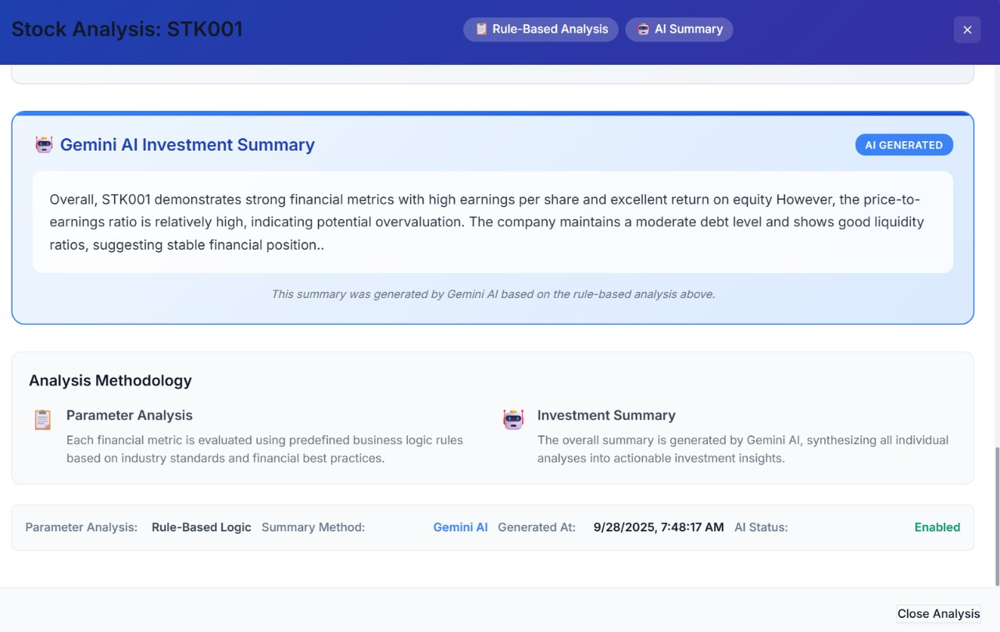 Stock Analysis: STK001
Rule-Based Analysis
AI Summary
Gemini AI Investment Summary
AI GENERATED
Overall, STK001 demonstrates strong financial metrics with high earnings per share and excellent return on equity However, the price-to-
earnings ratio is relatively high, indicating potential overvaluation. The company maintains a moderate debt level and shows good liquidity
ratios, suggesting stable financial position..
This summary was generated by Gemini AI based on the rule-based analysis above.
Analysis Methodology
Parameter Analysis
Each financial metric is evaluated using predefined business logic rules
based on industry standards and financial best practices.
Investment Summary
The overall summary is generated by Gemini AI, synthesizing all individual
analyses into actionable investment insights.
Parameter Analysis: Rule-Based Logic Summary Method: Gemini AI Generated At: 9/28/2025, 7:48:17 AM AI Status: Enabled
Close Analysis